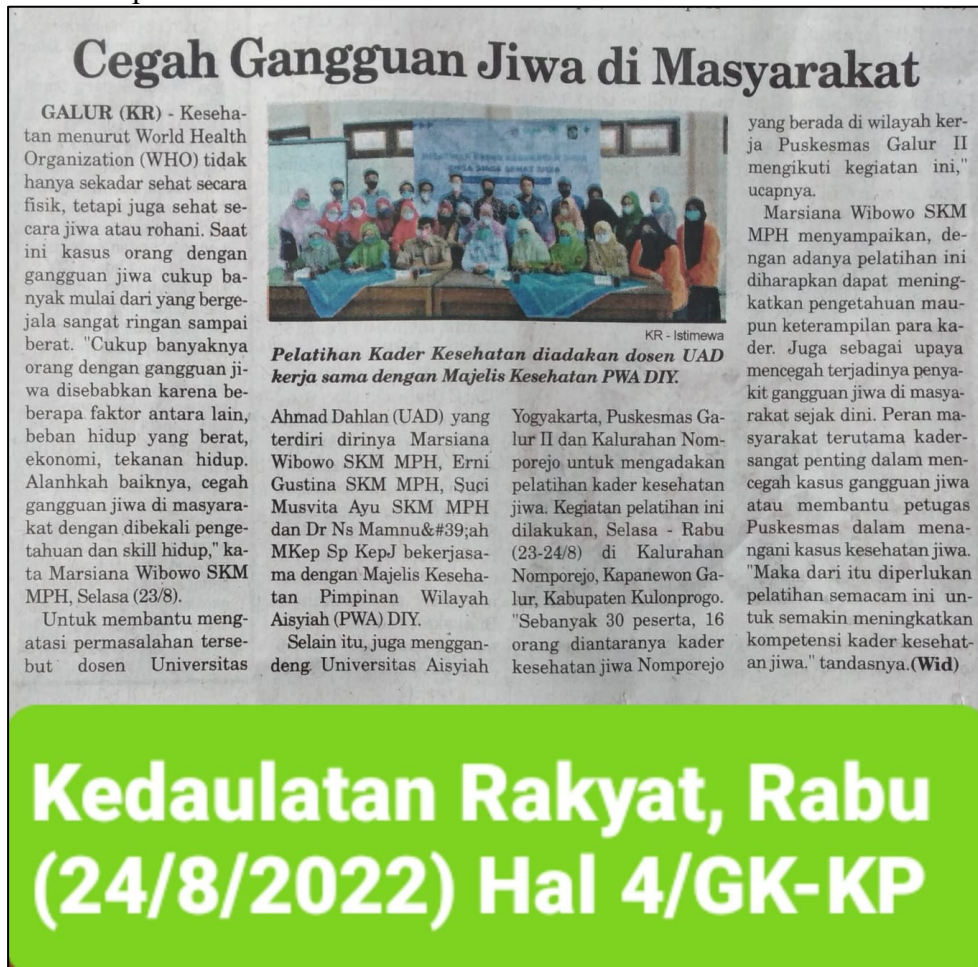 Cegah Gangguan Jiwa di Masyarakat
GALUR (KR) - Keseha-
tan menurut World Health
Organization (WHO) tidak
hanya sekadar sehat secara
fisik, tetapi juga sehat se-
cara jiwa atau rohani. Saat
ini kasus orang dengan
gangguan jiwa cukup ba-
nyak mulai dari yang berge-
jala sangat ringan sampai
berat. "Cukup banyaknya
orang dengan gangguan ji-
wa disebabkan karena be-
berapa faktor antara lain,
beban hidup yang berat,
ekonomi, tekanan hidup.
Alanhkah baiknya, cegah
gangguan jiwa di masyara-
kat dengan dibekali penge-
tahuan dan skill hidup," ka-
ta Marsiana Wibowo SKM
MPH, Selasa (23/8).
Untuk membantu meng-
atasi permasalahan terse-
but dosen Universitas
KR - Istimewa
Pelatihan Kader Kesehatan diadakan dosen UAD
kerja sama dengan Majelis Kesehatan PWA DIY.
Ahmad Dahlan (UAD) yang
terdiri dirinya Marsiana
Wibowo SKM MPH, Erni
Gustina SKM MPH, Suci
Musvita Ayu SKM MPH
dan Dr Ns Mamnu&#39;ah
MKep Sp KepJ bekerjasa-
ma dengan Majelis Keseha-
tan Pimpinan Wilayah
Aisyiah (PWA) DIY.
Selain itu, juga menggan-
deng Universitas Aisyiah
Yogyakarta, Puskesmas Ga-
lur II dan Kalurahan Nom-
porejo untuk mengadakan
pelatihan kader kesehatan
jiwa. Kegiatan pelatihan ini
dilakukan, Selasa - Rabu
(23-24/8) di Kalurahan
Nomporejo, Kapanewon Ga-
lur, Kabupaten Kulonprogo.
"Sebanyak 30 peserta, 16
orang diantaranya kader
kesehatan jiwa Nomporejo
yang berada di wilayah ker-
ja Puskesmas Galur II
mengikuti kegiatan ini,"
ucapnya.
Marsiana Wibowo SKM
MPH menyampaikan, de-
ngan adanya pelatihan ini
diharapkan dapat mening-
katkan pengetahuan mau-
pun keterampilan para ka-
der. Juga sebagai upaya
mencegah terjadinya penya-
kit gangguan jiwa di masya-
rakat sejak dini. Peran ma-
syarakat terutama kader-
sangat penting dalam men-
cegah kasus gangguan jiwa
atau membantu petugas
Puskesmas dalam mena-
ngani kasus kesehatan jiwa.
"Maka dari itu diperlukan
pelatihan semacam ini un-
tuk semakin meningkatkan
kompetensi kader kesehat-
an jiwa." tandasnya.(Wid)
Kedaulatan Rakyat, Rabu
(24/8/2022) Hal 4/GK-KP